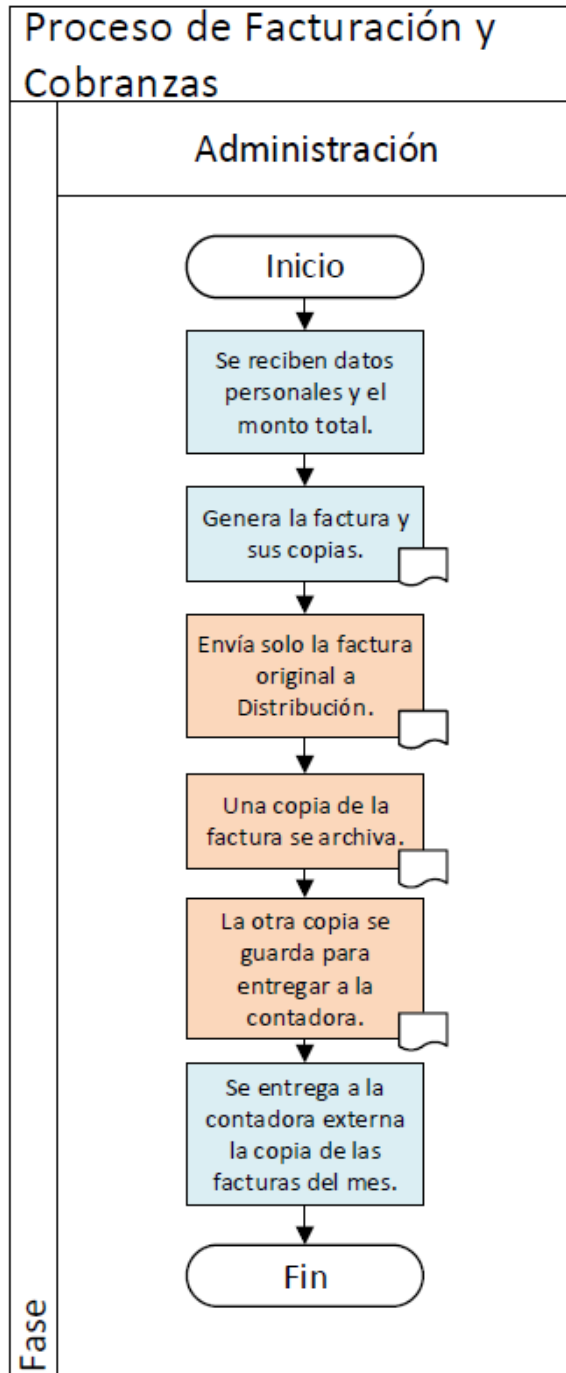 Proceso de Facturación y
Cobranzas
Administración
Inicio
Se reciben datos
personales y el
monto total.
Genera la factura y
sus copias.
Envía solo la factura
original a
Distribución.
Una copia de la
factura se archiva.
La otra copia se
guarda para
entregar a la
contadora.
Se entrega a la
contadora externa
la copia de las
facturas del mes.
Fin
Fase